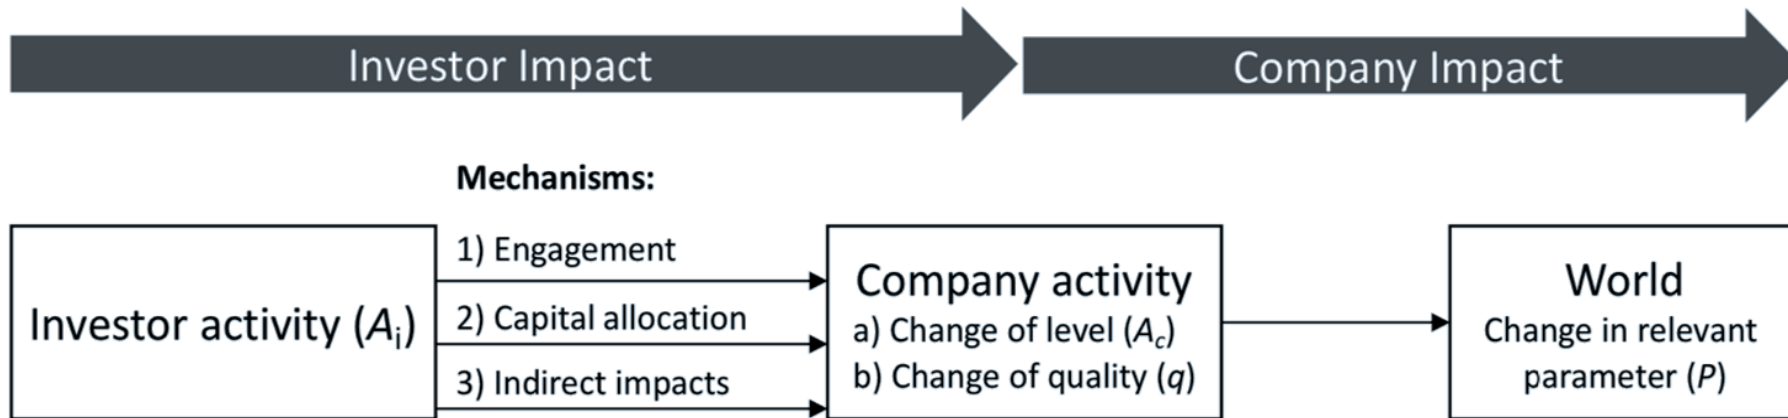 Investor Impact
Company Impact
Mechanisms:
Investor activity (Ai)
1) Engagement
2) Capital allocation
3) Indirect impacts
Company activity
a) Change of level (Ac)
b) Change of quality (q)
World
Change in relevant
parameter (P)